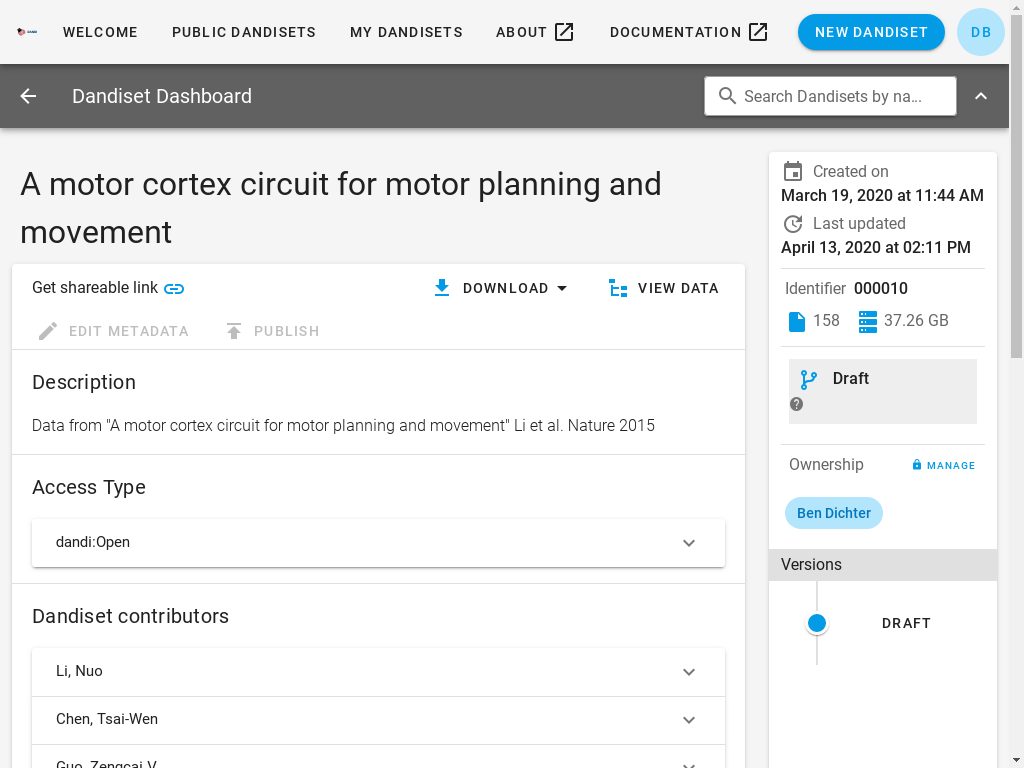 WELCOME PUBLIC DANDISETS MY DANDISETS ABOUT DOCUMENTATION NEW DANDISET DB
Dandiset Dashboard Search Dandisets by na...
A motor cortex circuit for motor planning and
movement
Get shareable link DOWNLOAD VIEW DATA
EDIT METADATA PUBLISH
Description
Data from "A motor cortex circuit for motor planning and movement" Li et al. Nature 2015
Access Type
dandi:Open
Dandiset contributors
Li, Nuo
Chen, Tsai-Wen
Guo, Zengcai V
Created on
March 19, 2020 at 11:44 AM
Last updated
April 13, 2020 at 02:11 PM
Identifier 000010
158 37.26 GB
Draft
Ownership MANAGE
Ben Dichter
Versions
DRAFT